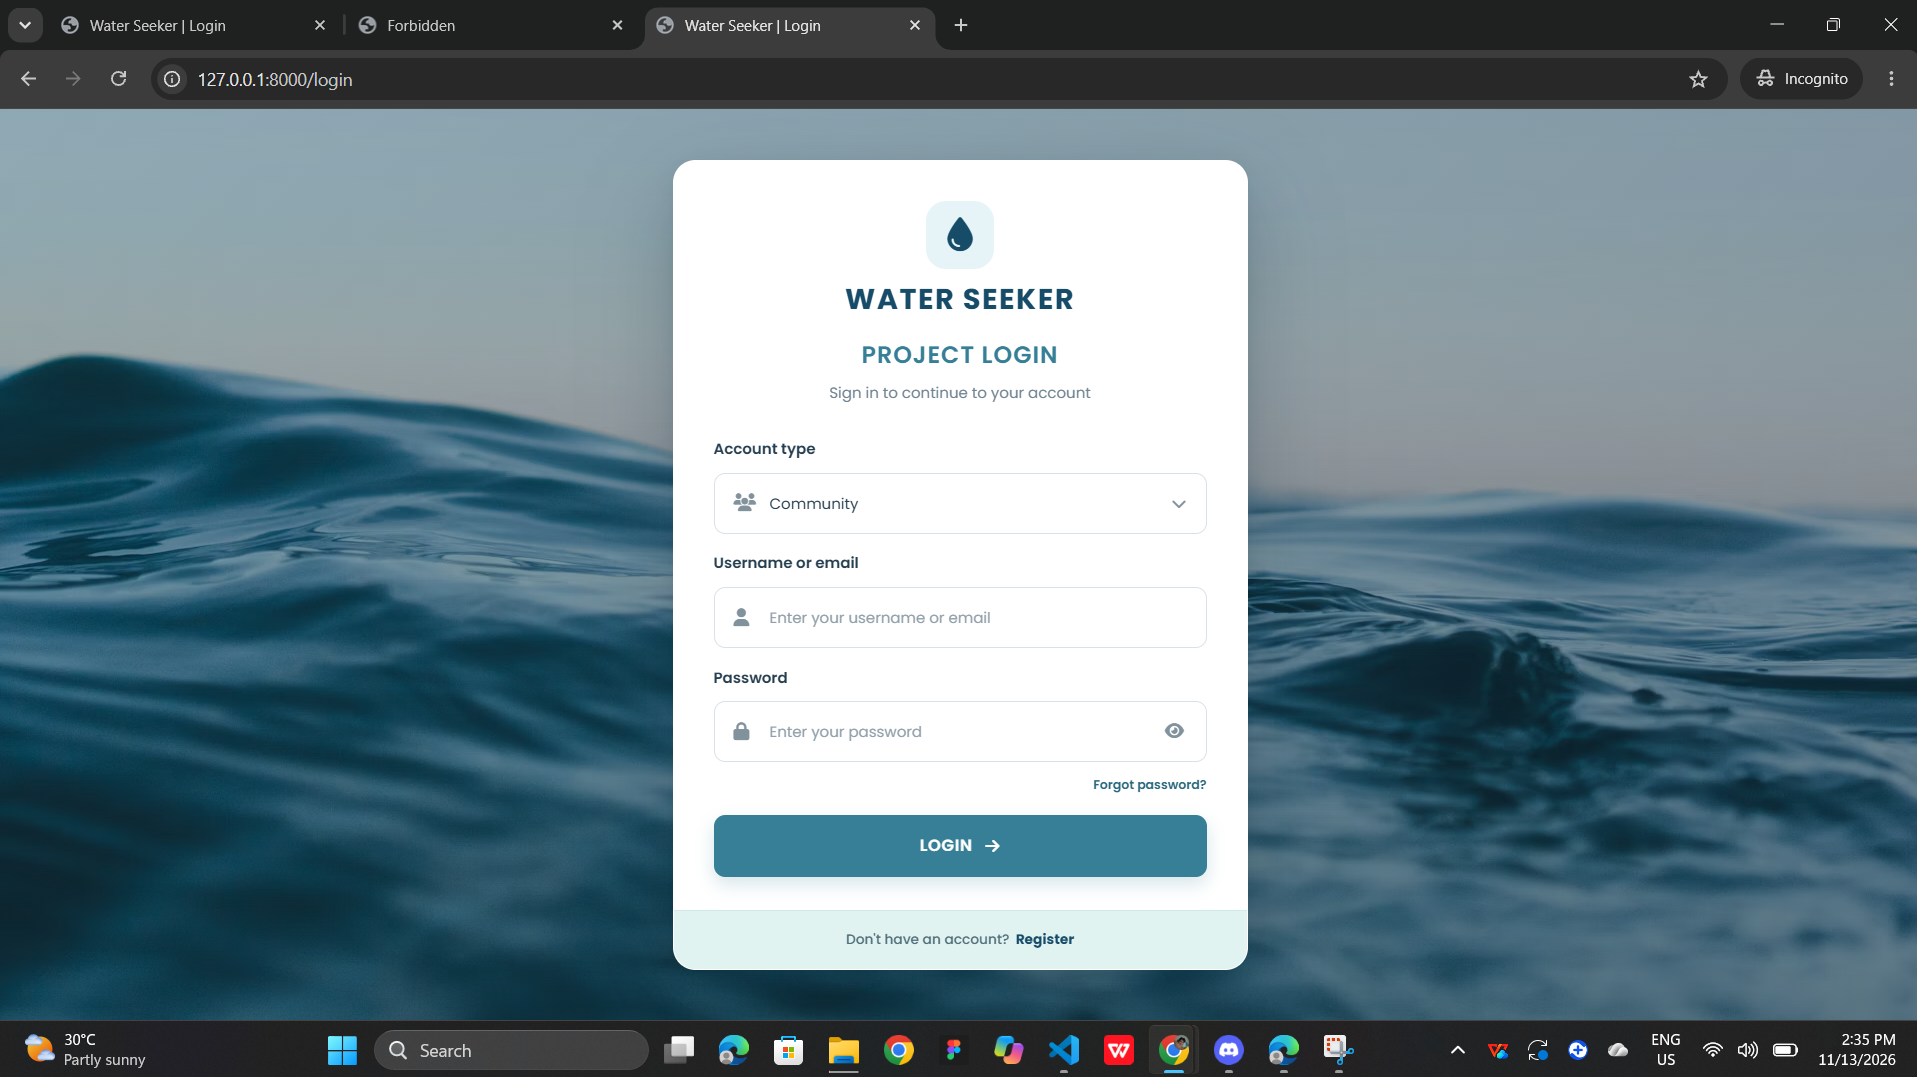 Water Seeker | Login
Forbidden
Water Seeker | Login
127.0.0.1:8000/login
Incognito
WATER SEEKER
PROJECT LOGIN
Sign in to continue to your account
Account type
Community
Username or email
Enter your username or email
Password
Enter your password
Forgot password?
LOGIN
Don't have an account? Register
30°C
Partly sunny
Search
ENG
US
2:35 PM
11/13/2026